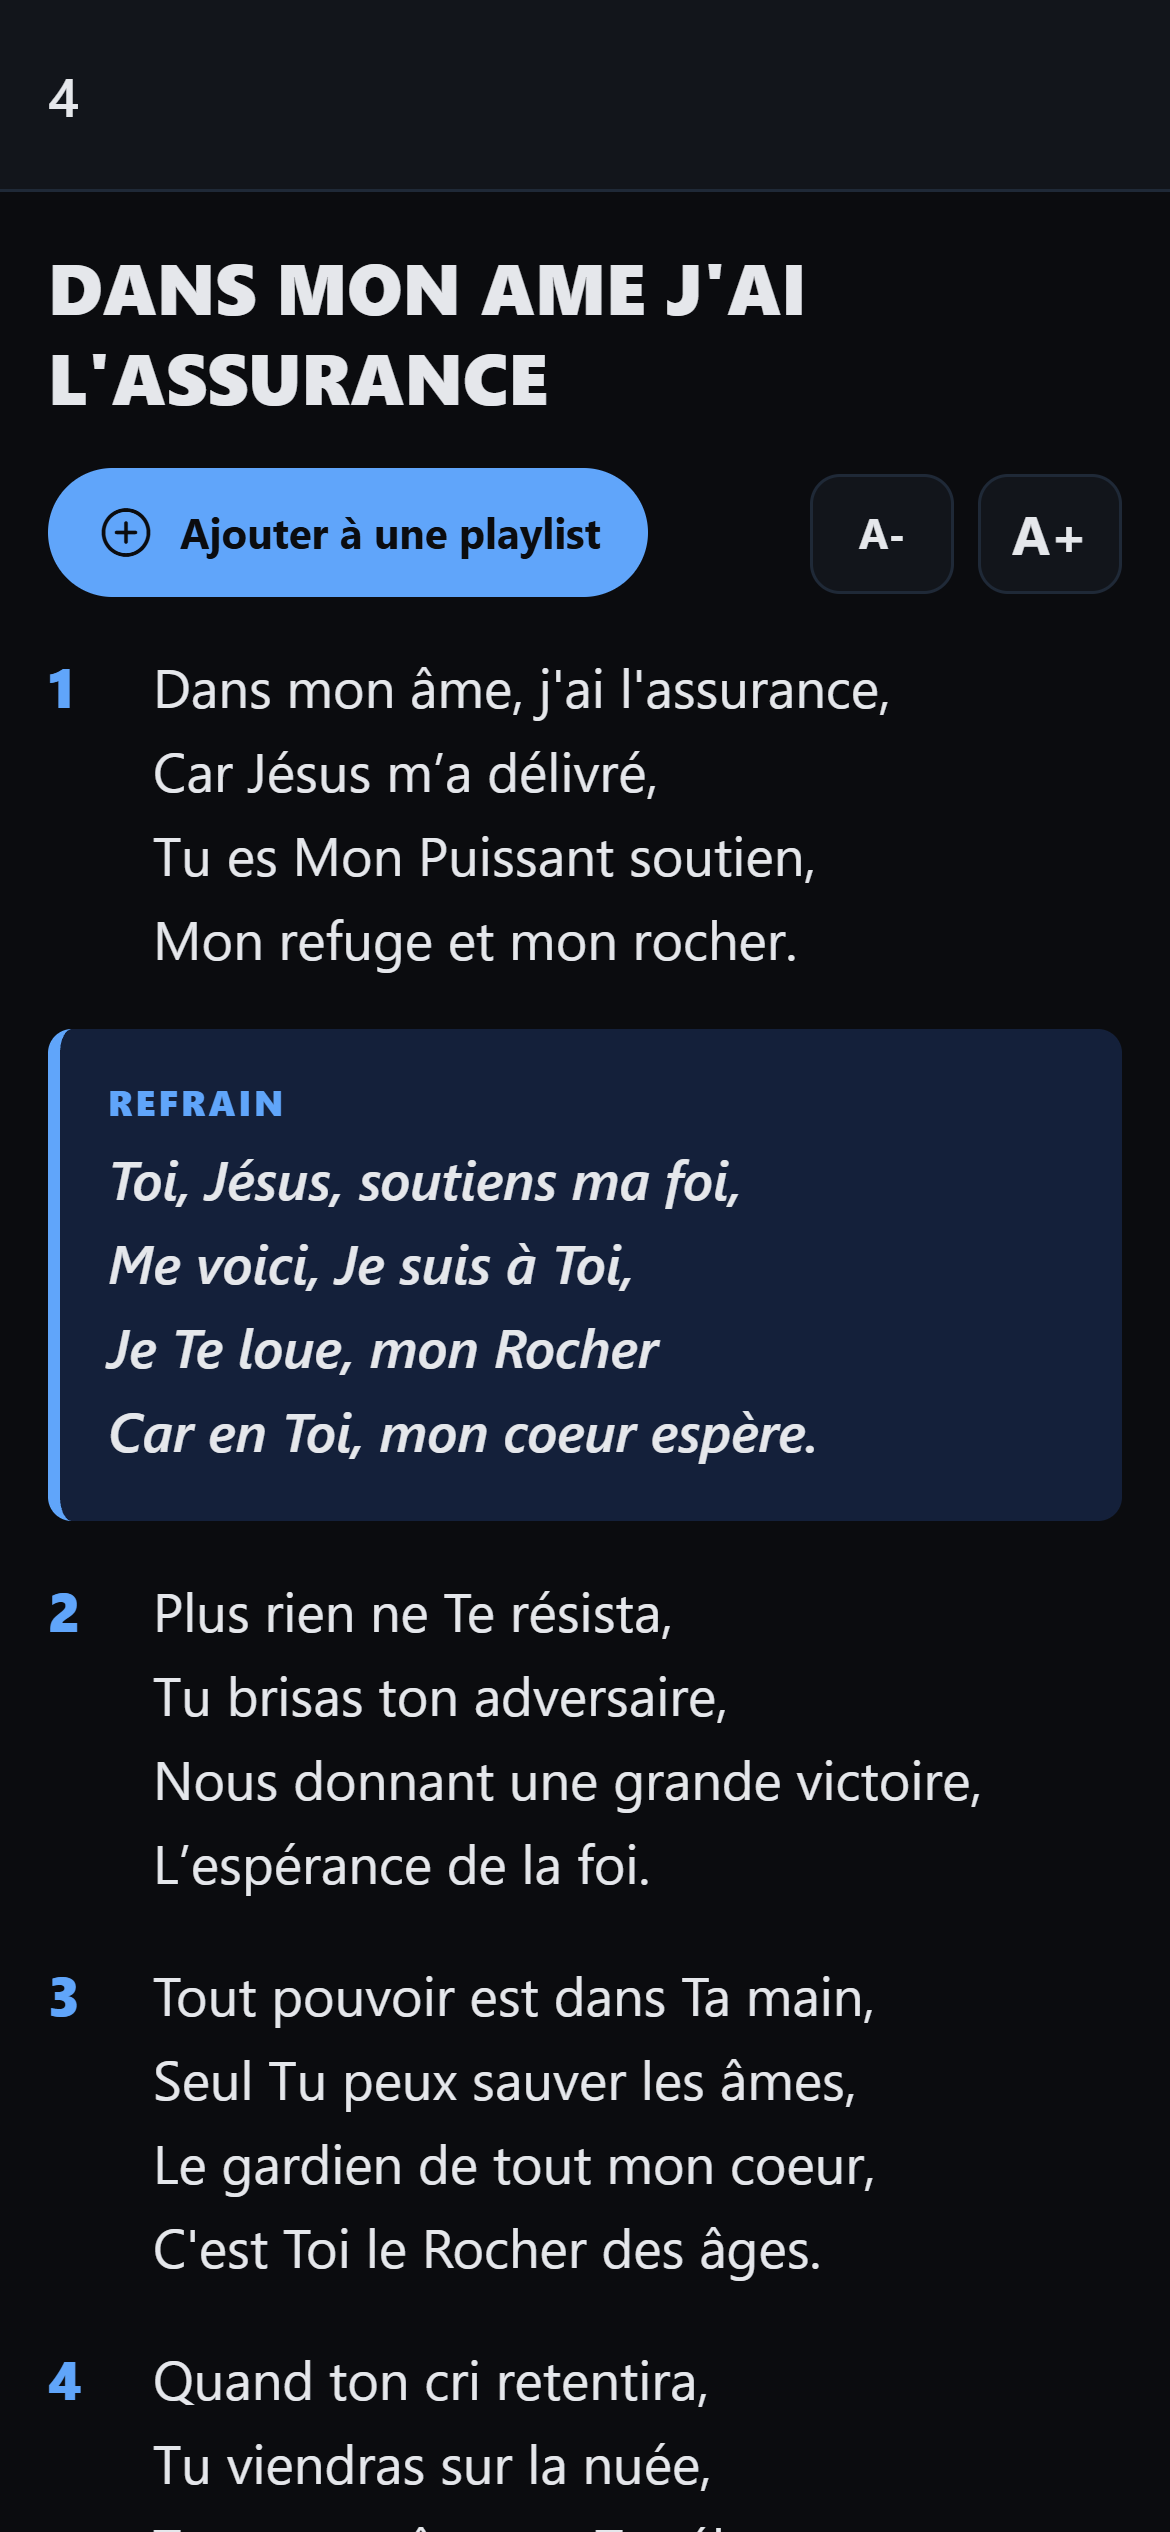 4
DANS MON AME J'AI
L'ASSURANCE
Ajouter à une playlist
A-
A+
1
Dans mon âme, j'ai l'assurance,
Car Jésus m’a délivré,
Tu es Mon Puissant soutien,
Mon refuge et mon rocher.
REFRAIN
Toi, Jésus, soutiens ma foi,
Me voici, Je suis à Toi,
Je Te loue, mon Rocher
Car en Toi, mon coeur espère.
2
Plus rien ne Te résista,
Tu brisas ton adversaire,
Nous donnant une grande victoire,
L’espérance de la foi.
3
Tout pouvoir est dans Ta main,
Seul Tu peux sauver les âmes,
Le gardien de tout mon coeur,
C'est Toi le Rocher des âges.
4
Quand ton cri retentira,
Tu viendras sur la nuée,